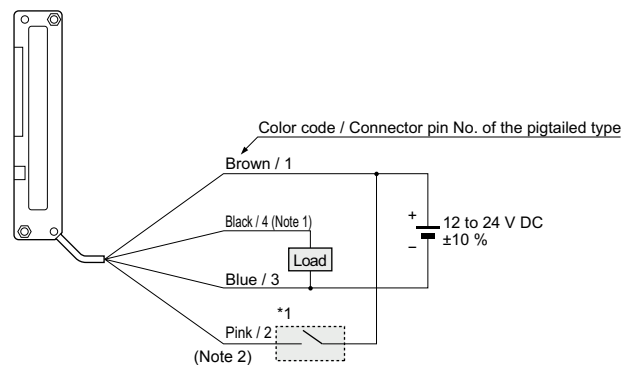 Color code / Connector pin No. of the pigtailed type
Brown / 1
Black / 4 (Note 1)
Load
+
12 to 24 V DC
±10 %
−
Blue / 3
*1
Pink / 2
(Note 2)